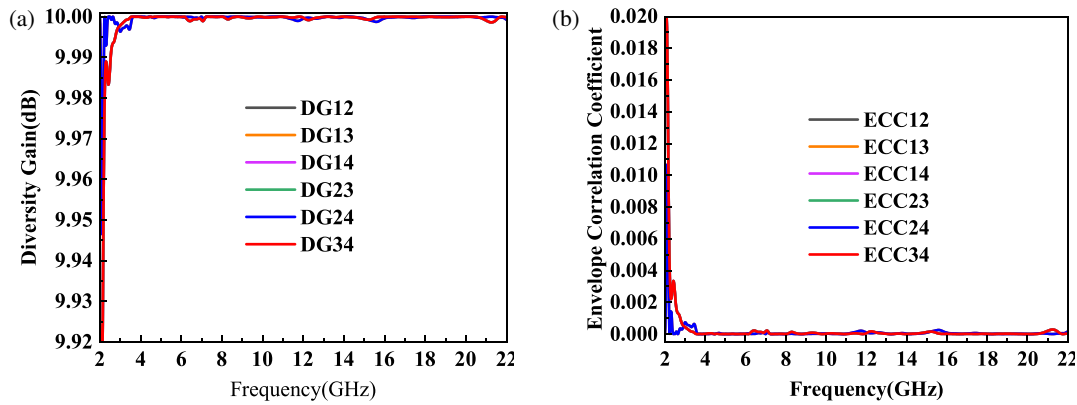 (a)
Diversity Gain(dB)
10.00
9.99
9.98
9.97
9.96
9.95
9.94
9.93
9.92
DG12
DG13
DG14
DG23
DG24
DG34
2 4 6 8 10 12 14 16 18 20 22
Frequency(GHz)
(b)
Envelope Correlation Coefficient
0.020
0.018
0.016
0.014
0.012
0.010
0.008
0.006
0.004
0.002
0.000
ECC12
ECC13
ECC14
ECC23
ECC24
ECC34
2 4 6 8 10 12 14 16 18 20 22
Frequency(GHz)